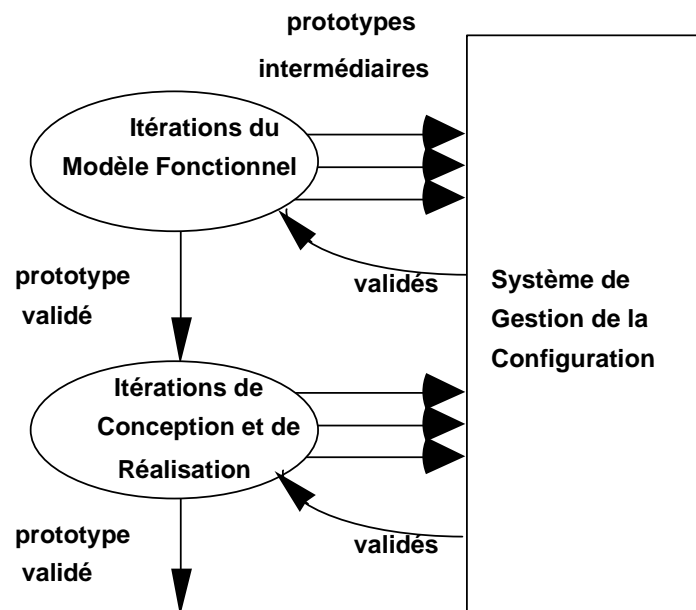 prototypes
intermédiaires
Itérations du
Modèle Fonctionnel
validés
prototype
validé
Système de
Gestion de la
Configuration
Itérations de
Conception et de
Réalisation
validés
prototype
validé